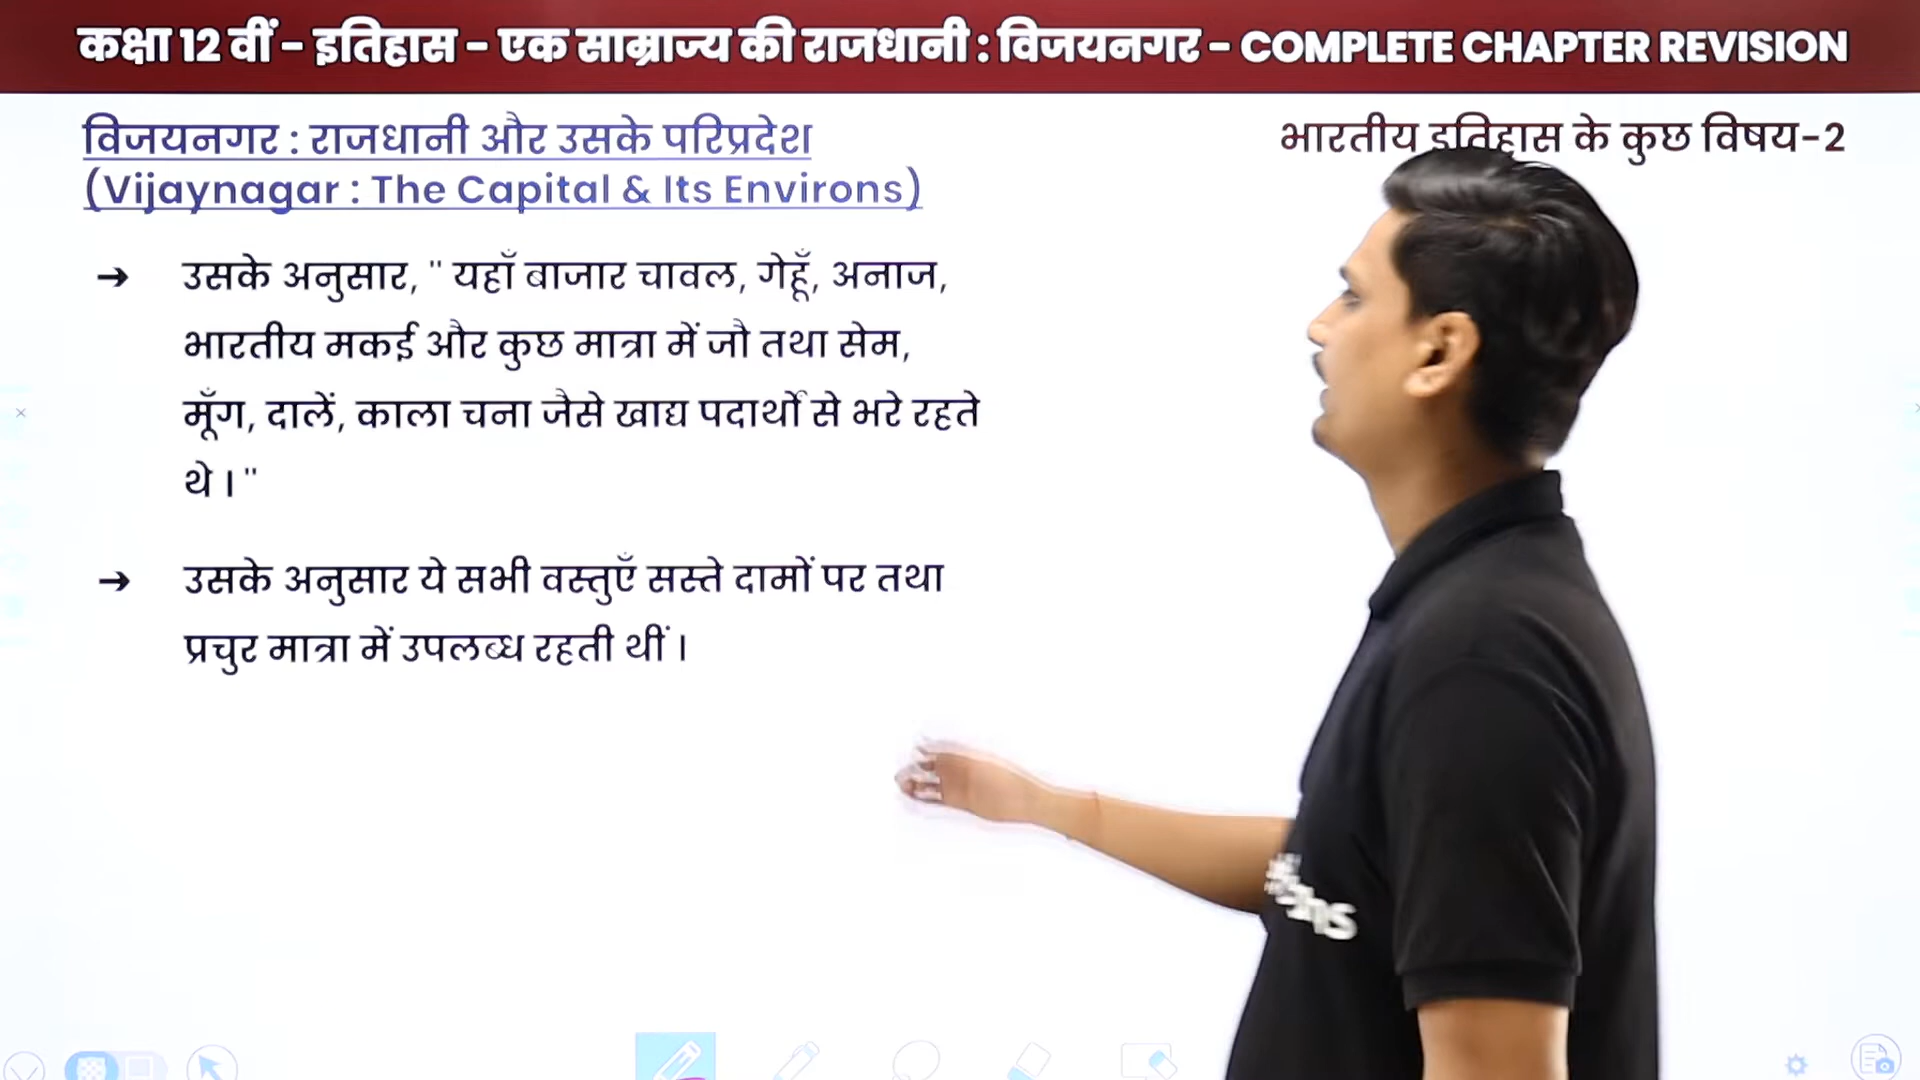 कक्षा 12 वीं - इतिहास - एक साम्राज्य की राजधानी : विजयनगर - COMPLETE CHAPTER REVISION
विजयनगर : राजधानी और उसके परिप्रदेश
(Vijaynagar : The Capital & Its Environs)
भारतीय इतिहास के कुछ विषय-2
➔ उसके अनुसार, " यहाँ बाजार चावल, गेहूँ, अनाज,
भारतीय मकई और कुछ मात्रा में जौ तथा सेम,
मूँग, दालें, काला चना जैसे खाद्य पदार्थो से भरे रहते
थे । "
➔ उसके अनुसार ये सभी वस्तुएँ सस्ते दामों पर तथा
प्रचुर मात्रा में उपलब्ध रहती थीं ।